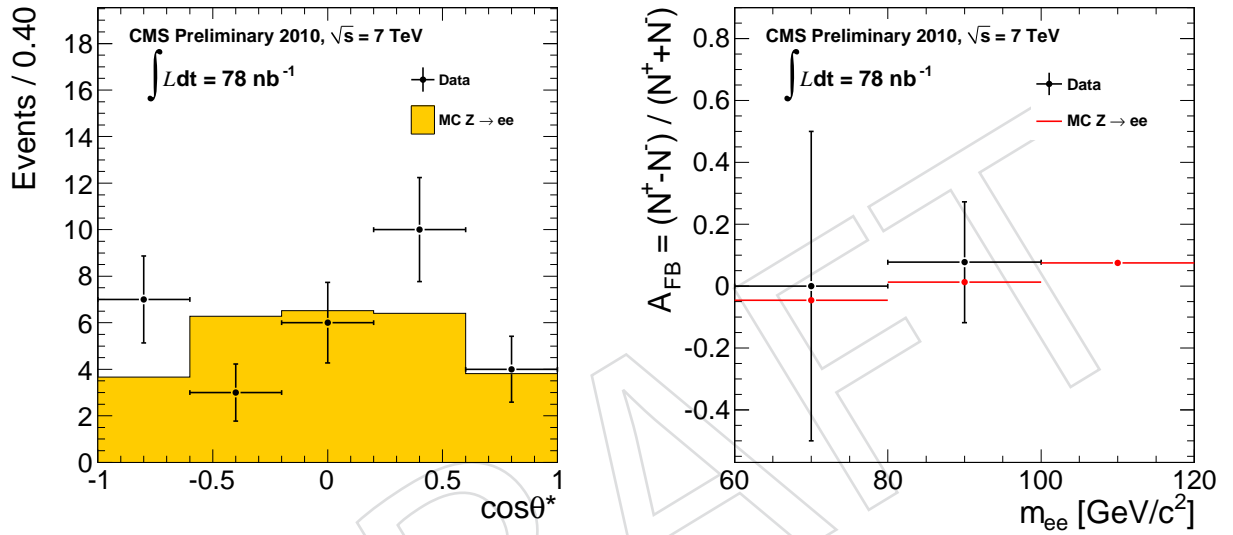 CMS Preliminary 2010, √s = 7 TeV
∫Ldt = 78 nb⁻¹
Data
MC Z → ee
Events / 0.40
18
16
14
12
10
8
6
4
2
0
-1 -0.5 0 0.5 1
cosθ*
CMS Preliminary 2010, √s = 7 TeV
∫Ldt = 78 nb⁻¹
Data
MC Z → ee
A_FB = (N⁺-N⁻) / (N⁺+N⁻)
0.8
0.6
0.4
0.2
0
-0.2
-0.4
60 80 100 120
m_ee [GeV/c²]
DRAFT